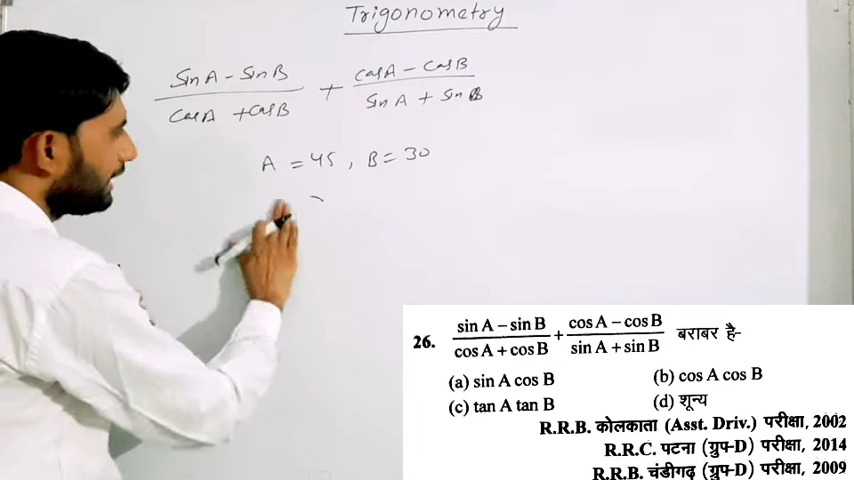 Trigonometry
SinA - SinB / CosA + CosB + CosA - CosB / SinA + SinB
A = 45, B = 30
26. sin A – sin B / cos A + cos B + cos A – cos B / sin A + sin B बराबर है-
(a) sin A cos B (b) cos A cos B
(c) tan A tan B (d) शून्य
R.R.B. कोलकाता (Asst. Driv.) परीक्षा, 2002
R.R.C. पटना (ग्रुप-D) परीक्षा, 2014
R.R.B. चंडीगढ़ (ग्रुप-D) परीक्षा, 2009